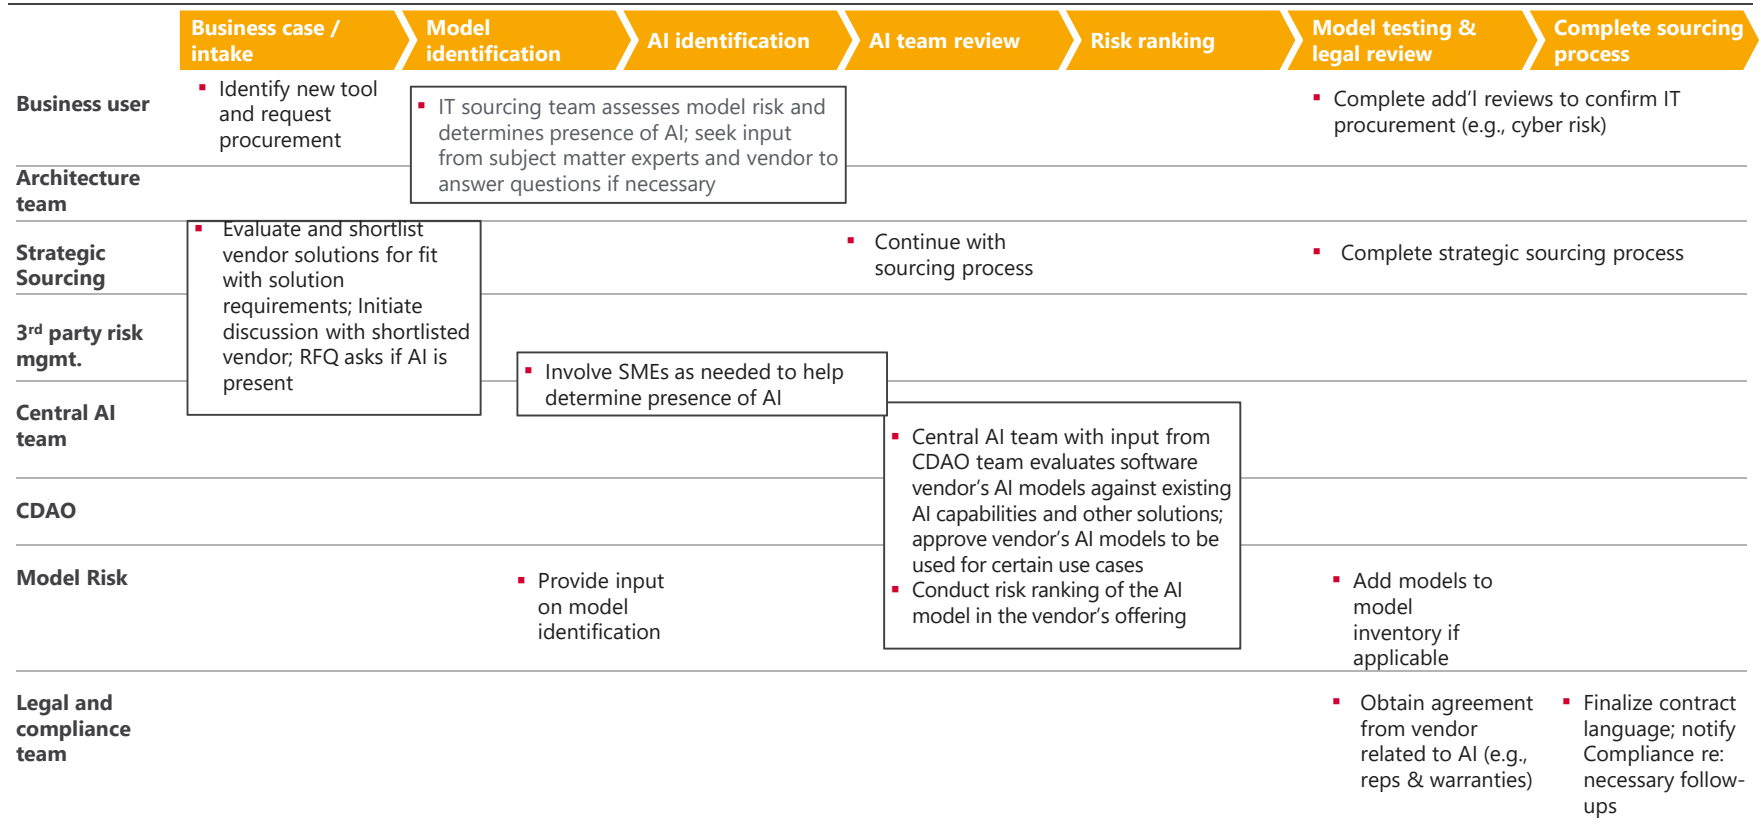 Business case /
intake
Model
identification
AI identification
AI team review
Risk ranking
Model testing &
legal review
Complete sourcing
process
Business user
▪ Identify new tool
and request
procurement
▪ IT sourcing team assesses model risk and
determines presence of AI; seek input
from subject matter experts and vendor to
answer questions if necessary
▪ Complete add’l reviews to confirm IT
procurement (e.g., cyber risk)
Architecture
team
Strategic
Sourcing
▪ Evaluate and shortlist
vendor solutions for fit
with solution
requirements; Initiate
discussion with shortlisted
vendor; RFQ asks if AI is
present
▪ Continue with
sourcing process
▪ Complete strategic sourcing process
3rd party risk
mgmt.
▪ Involve SMEs as needed to help
determine presence of AI
Central AI
team
▪ Central AI team with input from
CDAO team evaluates software
vendor’s AI models against existing
AI capabilities and other solutions;
approve vendor’s AI models to be
used for certain use cases
▪ Conduct risk ranking of the AI
model in the vendor’s offering
CDAO
Model Risk
▪ Provide input
on model
identification
▪ Add models to
model
inventory if
applicable
Legal and
compliance
team
▪ Obtain agreement
from vendor
related to AI (e.g.,
reps & warranties)
▪ Finalize contract
language; notify
Compliance re:
necessary follow-
ups